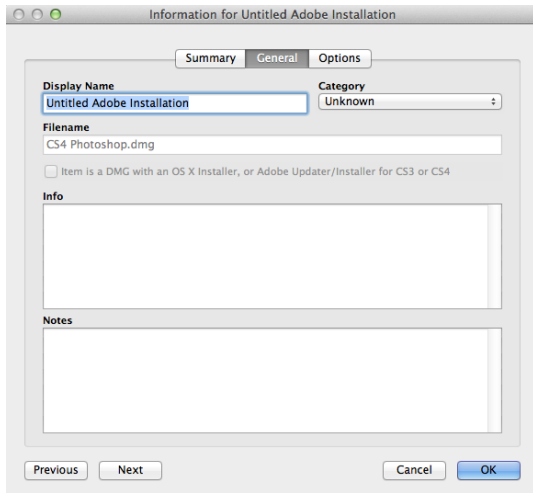 Information for Untitled Adobe Installation
Summary General Options
Display Name Category
Untitled Adobe Installation Unknown
Filename
CS4 Photoshop.dmg
Item is a DMG with an OS X Installer, or Adobe Updater/Installer for CS3 or CS4
Info
Notes
Previous Next Cancel OK